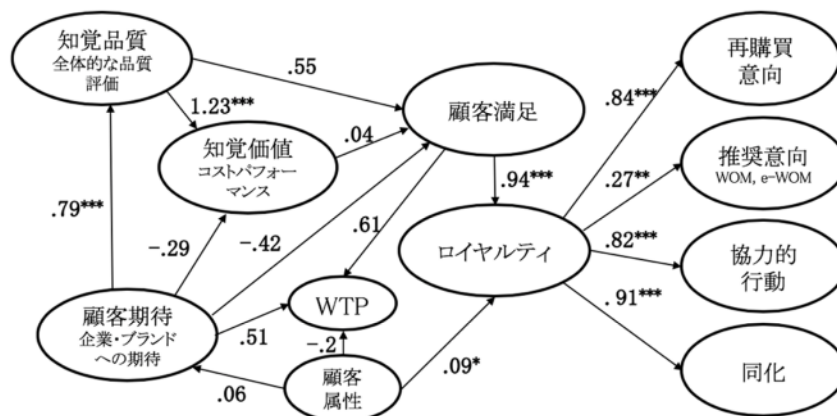 知覚品質
全体的な品質
評価
.55
再購買
意向
1.23***
顧客満足
.84***
知覚価値
コストパフォー
マンス
.04
推奨意向
WOM, e-WOM
.27**
.94***
.79***
-.29
-.42
.61
ロイヤルティ
.82***
協力的
行動
顧客期待
企業・ブランド
への期待
WTP
.51
.91***
-.2
.09*
同化
.06
顧客
属性